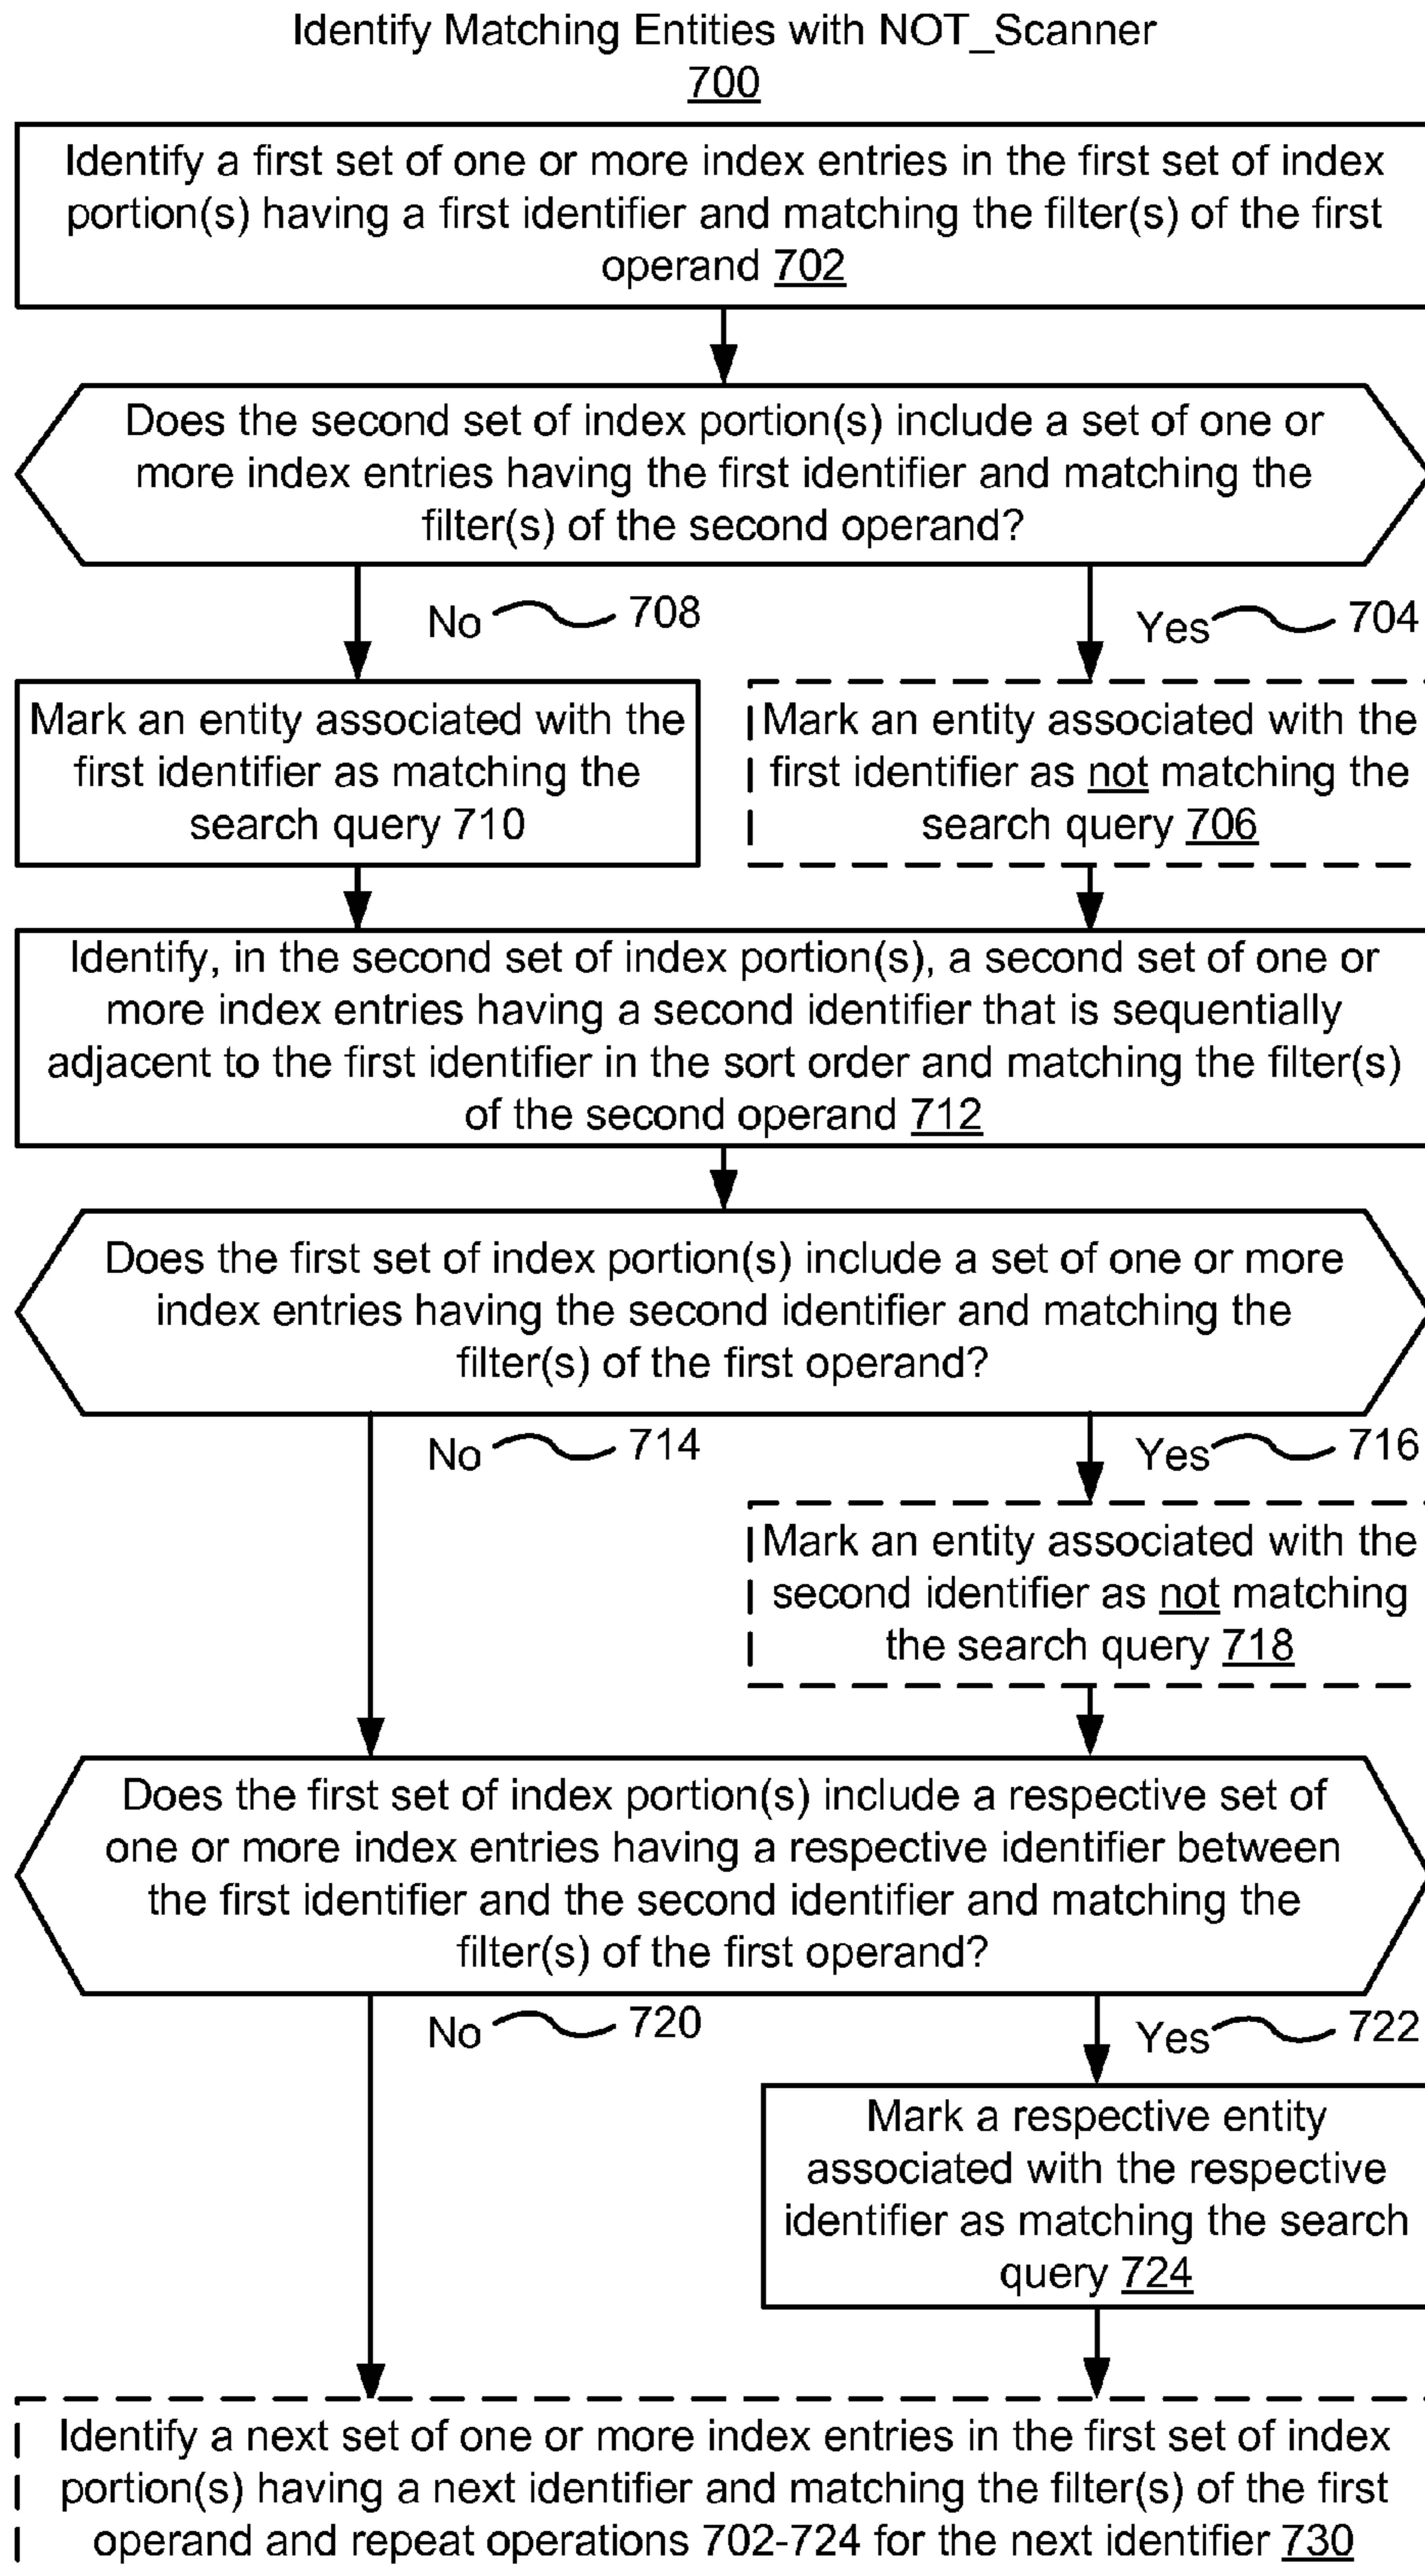 Identify Matching Entities with NOT_Scanner
700
Identify a first set of one or more index entries in the first set of index
portion(s) having a first identifier and matching the filter(s) of the first
operand 702
Does the second set of index portion(s) include a set of one or
more index entries having the first identifier and matching the
filter(s) of the second operand?
No 708
Yes 704
Mark an entity associated with the
first identifier as matching the
search query 710
Mark an entity associated with the
first identifier as not matching the
search query 706
Identify, in the second set of index portion(s), a second set of one or
more index entries having a second identifier that is sequentially
adjacent to the first identifier in the sort order and matching the filter(s)
of the second operand 712
Does the first set of index portion(s) include a set of one or more
index entries having the second identifier and matching the
filter(s) of the first operand?
No 714
Yes 716
Mark an entity associated with the
second identifier as not matching
the search query 718
Does the first set of index portion(s) include a respective set of
one or more index entries having a respective identifier between
the first identifier and the second identifier and matching the
filter(s) of the first operand?
No 720
Yes 722
Mark a respective entity
associated with the respective
identifier as matching the search
query 724
Identify a next set of one or more index entries in the first set of index
portion(s) having a next identifier and matching the filter(s) of the first
operand and repeat operations 702-724 for the next identifier 730